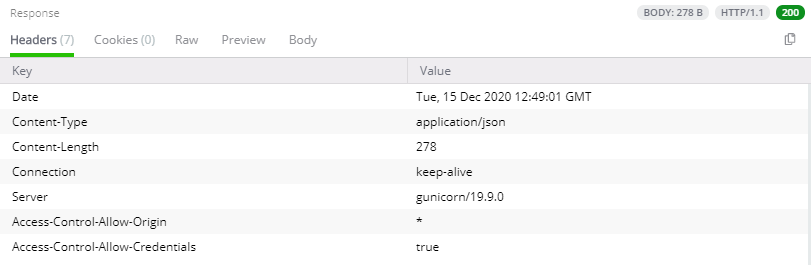 Response BODY: 278 B HTTP/1.1 200
Headers (7) Cookies (0) Raw Preview Body
Key Value
Date Tue, 15 Dec 2020 12:49:01 GMT
Content-Type application/json
Content-Length 278
Connection keep-alive
Server gunicorn/19.9.0
Access-Control-Allow-Origin *
Access-Control-Allow-Credentials true